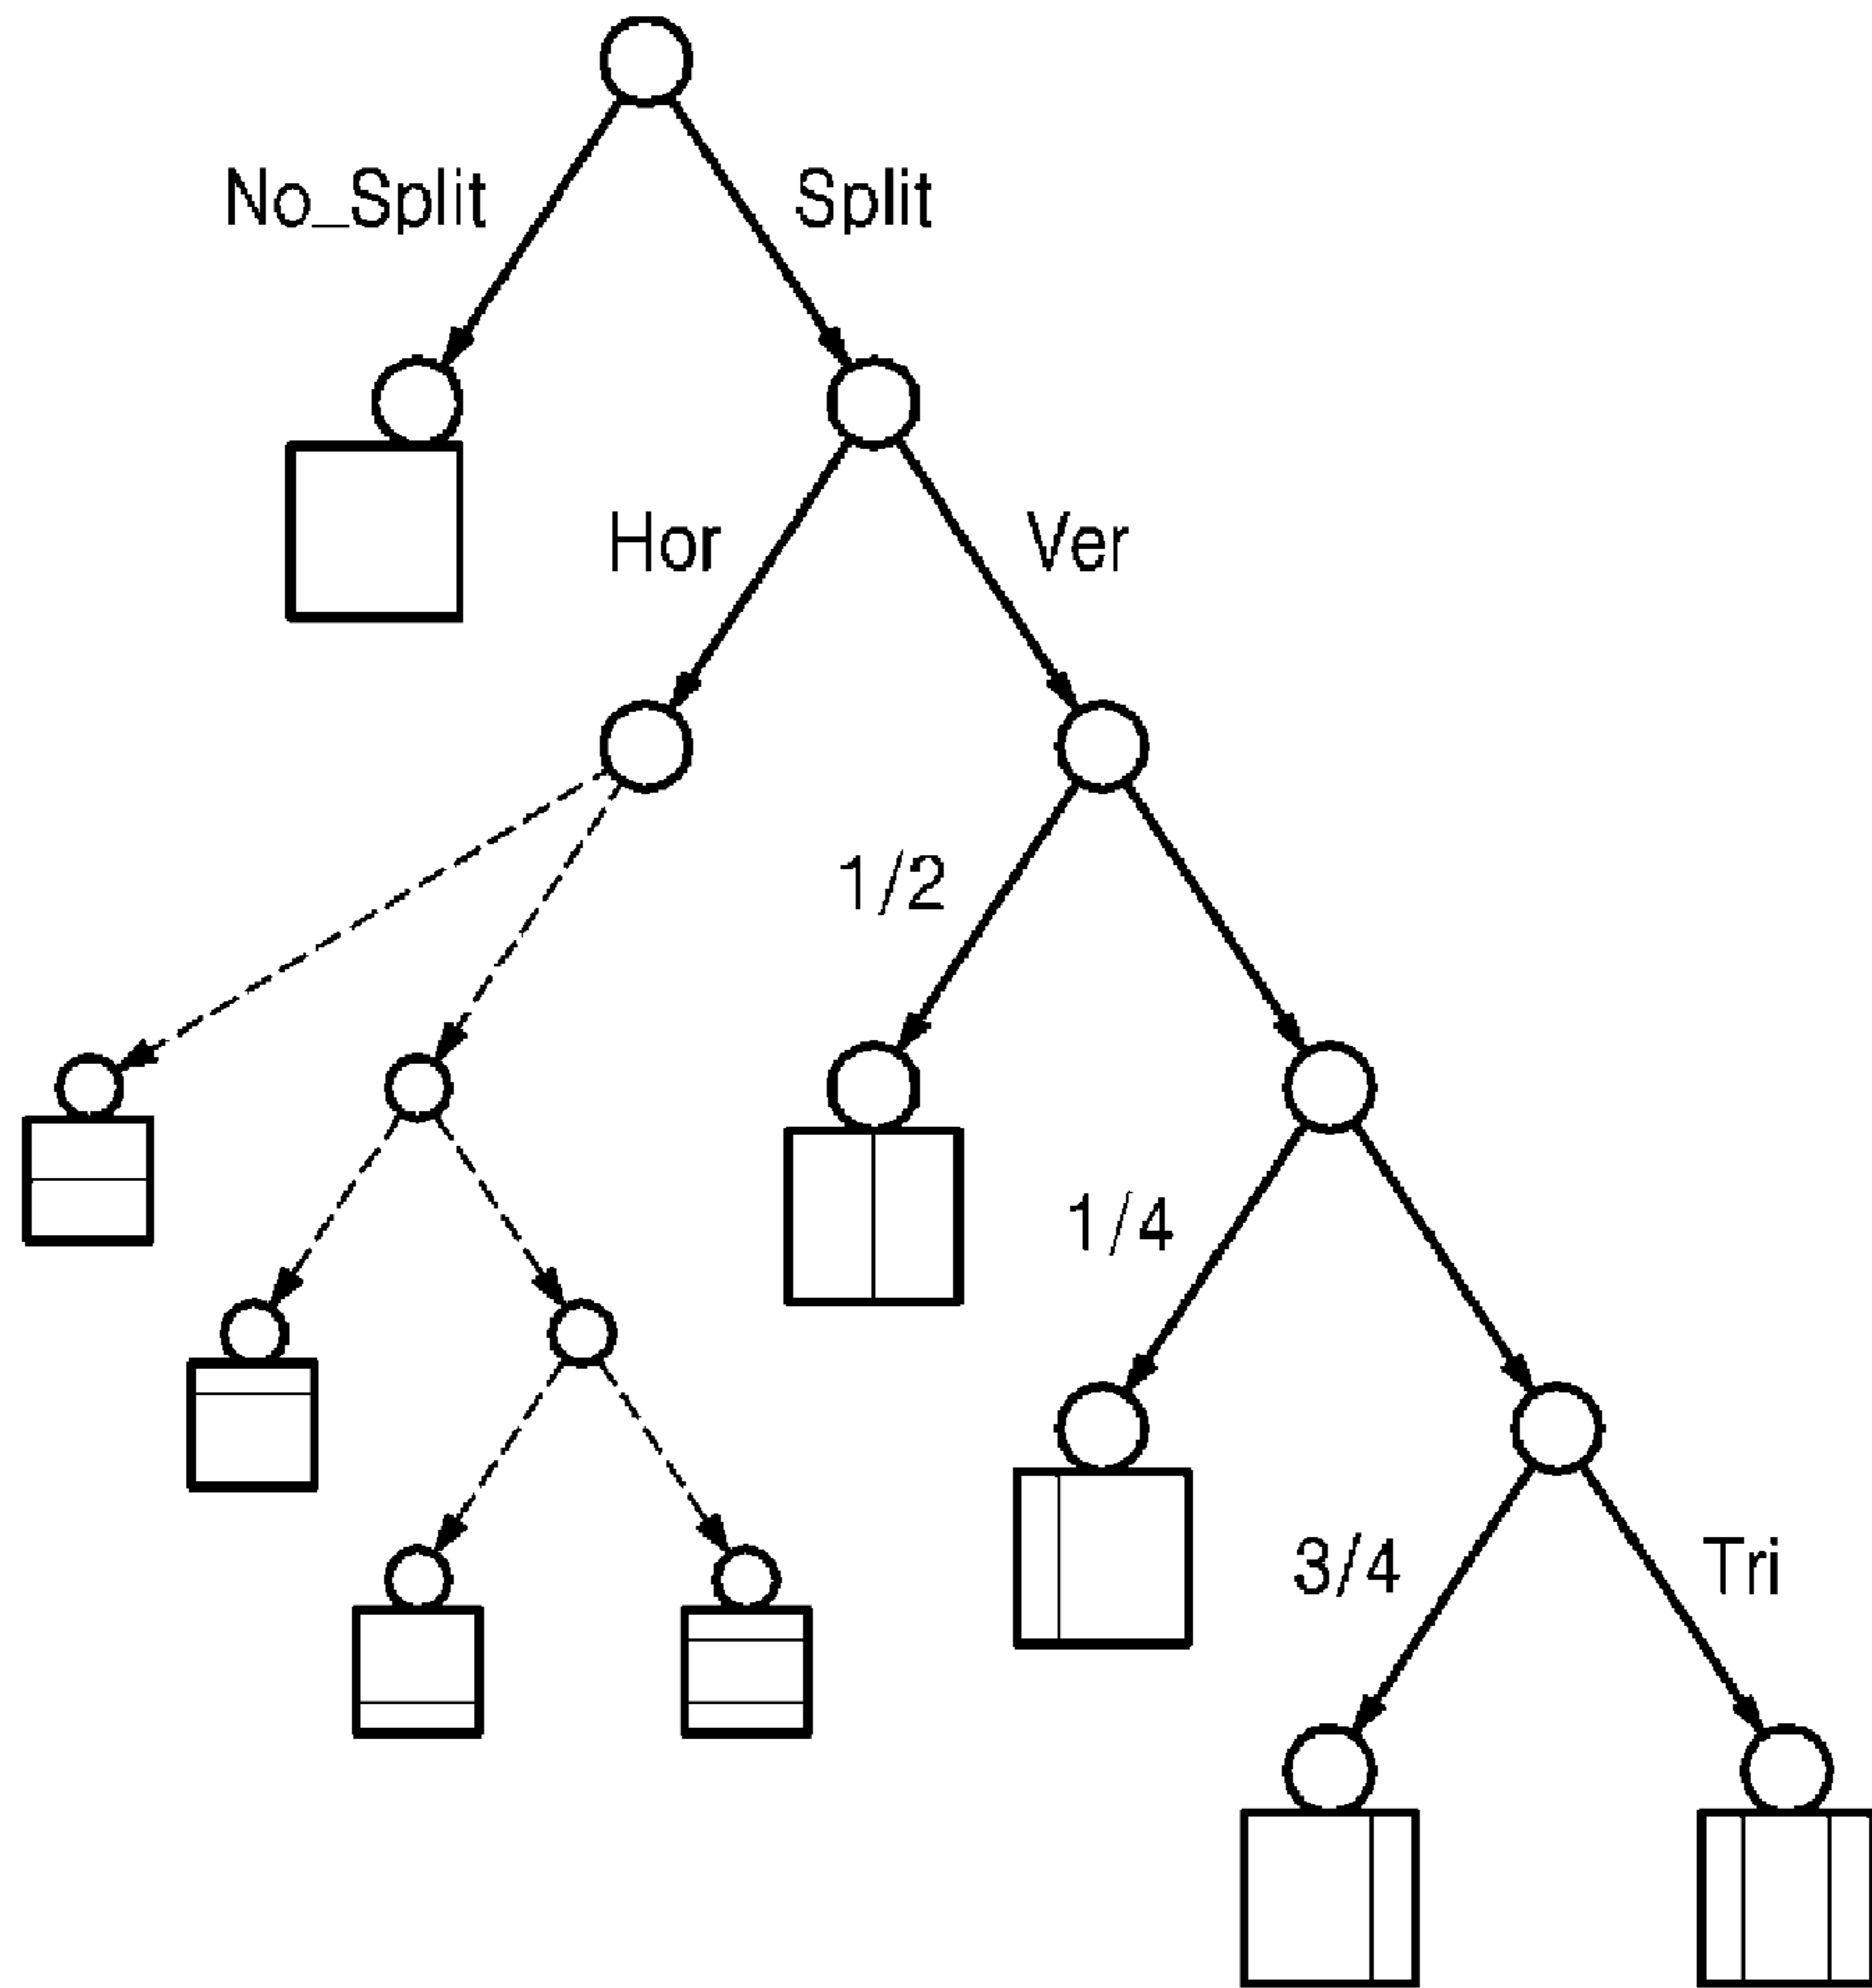 No_Split
Split
Hor
Ver
1/2
1/4
3/4
Tri